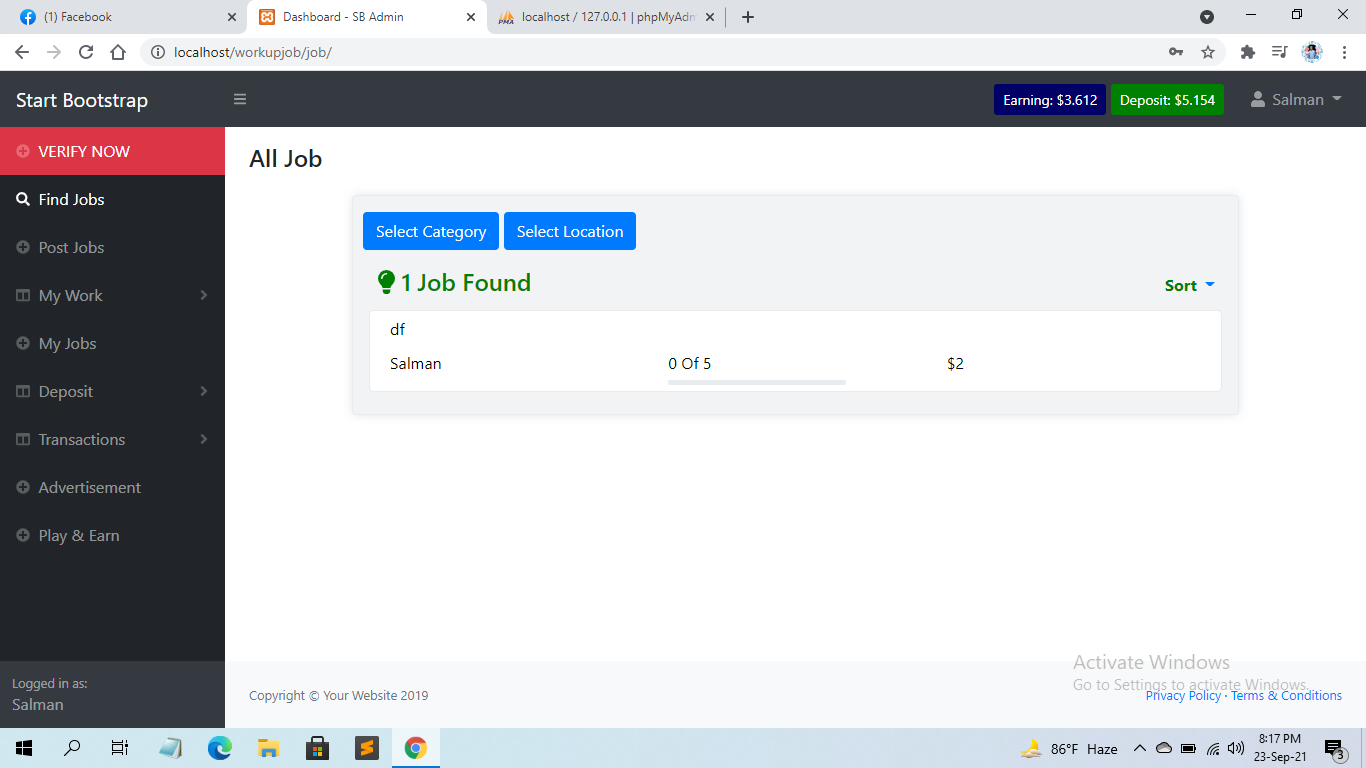 (1) Facebook
Dashboard - SB Admin
localhost / 127.0.0.1 | phpMyAdm
localhost/workupjob/job/
Start Bootstrap
Earning: $3.612
Deposit: $5.154
Salman
VERIFY NOW
Find Jobs
Post Jobs
My Work
My Jobs
Deposit
Transactions
Advertisement
Play & Earn
Logged in as:
Salman
All Job
Select Category
Select Location
1 Job Found
Sort
df
Salman
0 Of 5
$2
Activate Windows
Go to Settings to activate Windows.
Copyright © Your Website 2019
Privacy Policy · Terms & Conditions
86°F Haze
8:17 PM
23-Sep-21
3